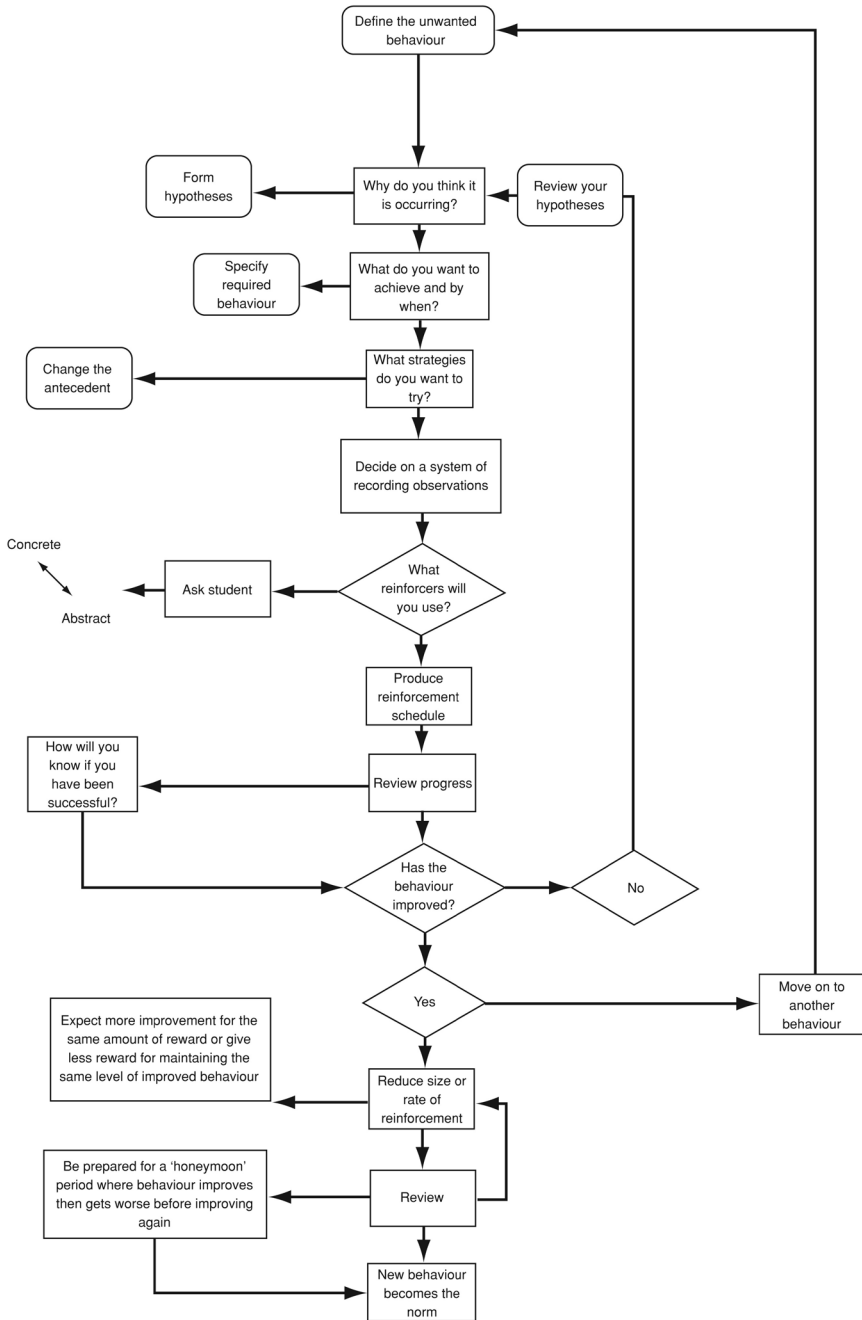 Define the unwanted
behaviour
Form
hypotheses
Why do you think it
is occurring?
Review your
hypotheses
Specify
required
behaviour
What do you want to
achieve and by
when?
Change the
antecedent
What strategies
do you want to
try?
Decide on a system of
recording observations
Concrete
Abstract
Ask student
What
reinforcers will
you use?
Produce
reinforcement
schedule
How will you
know if you
have been
successful?
Review progress
Has the
behaviour
improved?
No
Yes
Move on to
another
behaviour
Expect more improvement for the
same amount of reward or give
less reward for maintaining the
same level of improved behaviour
Reduce size or
rate of
reinforcement
Be prepared for a ‘honeymoon’
period where behaviour improves
then gets worse before improving
again
Review
New behaviour
becomes the
norm